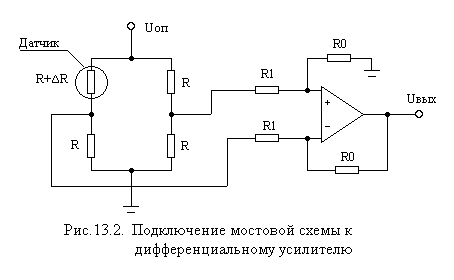 Uоп
Датчик
R+ΔR
R
R
R
R1
R1
R0
R0
+
−
Uвых
Рис.13.2. Подключение мостовой схемы к
дифференциальному усилителю